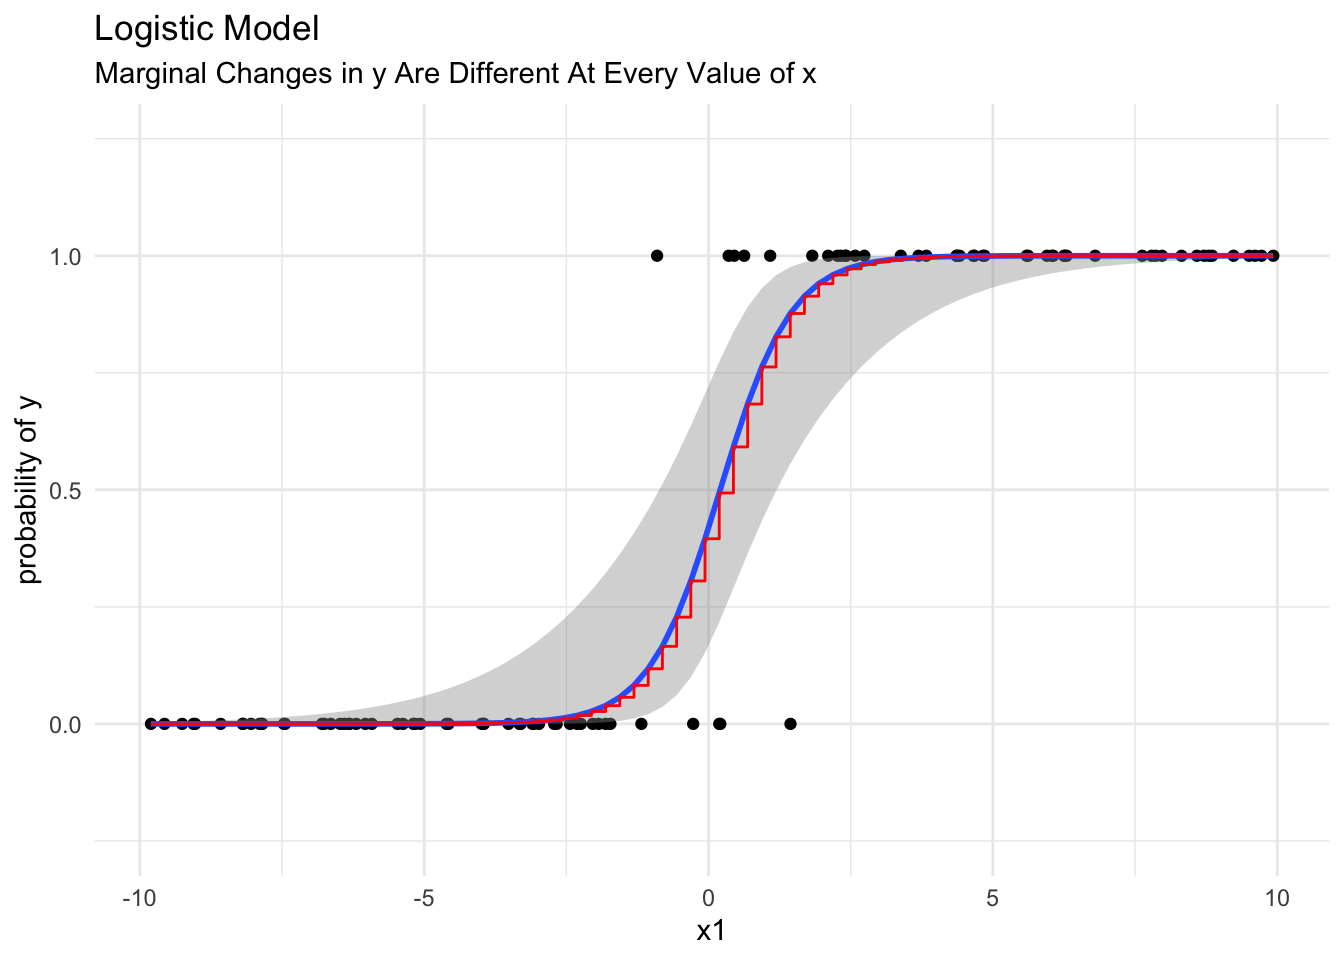 Logistic Model
Marginal Changes in y Are Different At Every Value of x
probability of y
1.0
0.5
0.0
-10
-5
0
5
10
x1